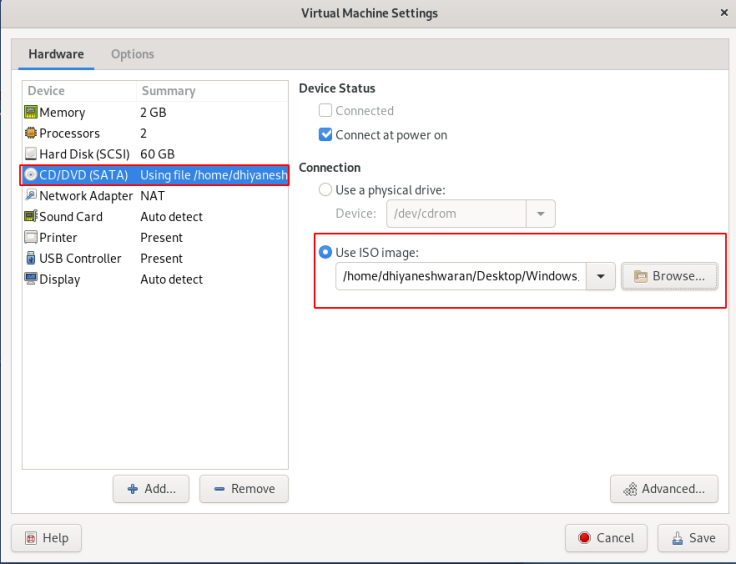 Virtual Machine Settings
Hardware Options
Device Summary
Memory 2 GB
Processors 2
Hard Disk (SCSI) 60 GB
CD/DVD (SATA) Using file /home/dhiyanesh
Network Adapter NAT
Sound Card Auto detect
Printer Present
USB Controller Present
Display Auto detect
Add...
Remove
Device Status
Connected
Connect at power on
Connection
Use a physical drive:
Device: /dev/cdrom
Use ISO image:
/home/dhiyaneshwaran/Desktop/Windows. Browse...
Advanced...
Help
Cancel
Save